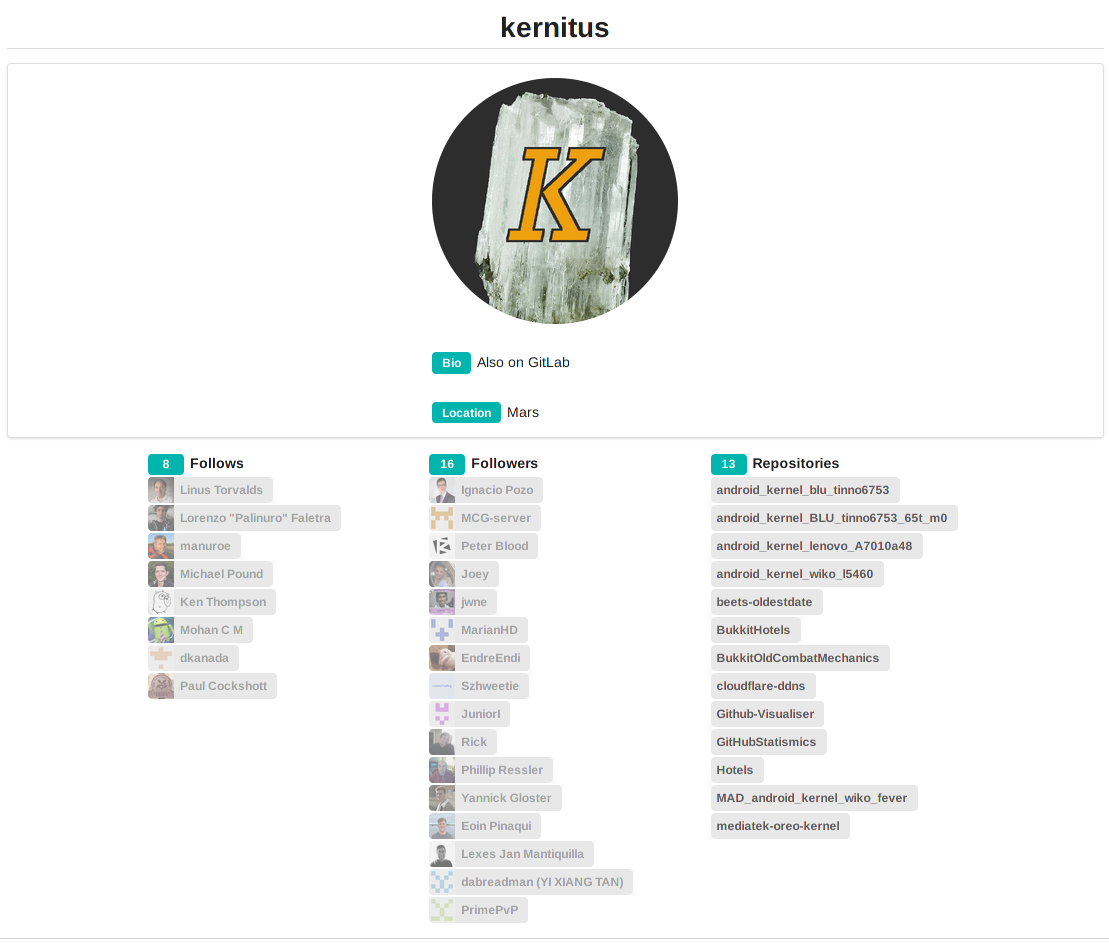 kernitus
K
Bio Also on GitLab
Location Mars
8 Follows
Linus Torvalds
Lorenzo "Palinuro" Faletra
manuroe
Michael Pound
Ken Thompson
Mohan C M
dkanada
Paul Cockshott
16 Followers
Ignacio Pozo
MCG-server
Peter Blood
Joey
jwne
MarianHD
EndreEndi
Szhweetie
JuniorI
Rick
Phillip Ressler
Yannick Gloster
Eoin Pinaqui
Lexes Jan Mantiquilla
dabreadman (YI XIANG TAN)
PrimePvP
13 Repositories
android_kernel_blu_tinno6753
android_kernel_BLU_tinno6753_65t_m0
android_kernel_lenovo_A7010a48
android_kernel_wiko_l5460
beets-oldestdate
BukkitHotels
BukkitOldCombatMechanics
cloudflare-ddns
Github-Visualiser
GitHubStatismics
Hotels
MAD_android_kernel_wiko_fever
mediatek-oreo-kernel